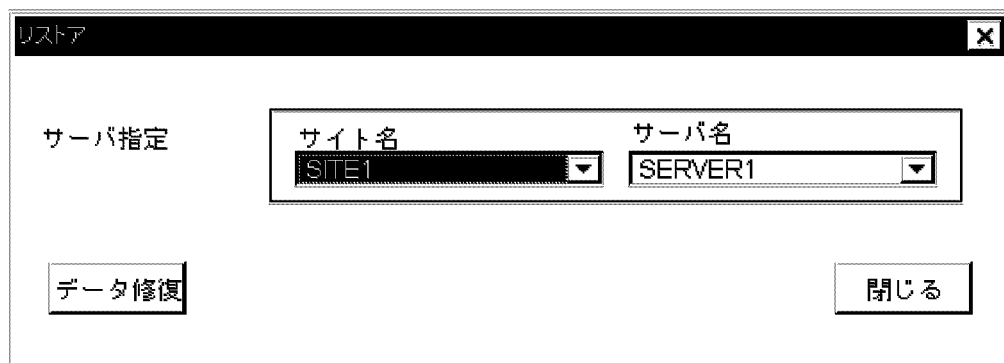 リストア
サーバ指定
サイト名
サーバ名
SITE1
SERVER1
データ修復
閉じる